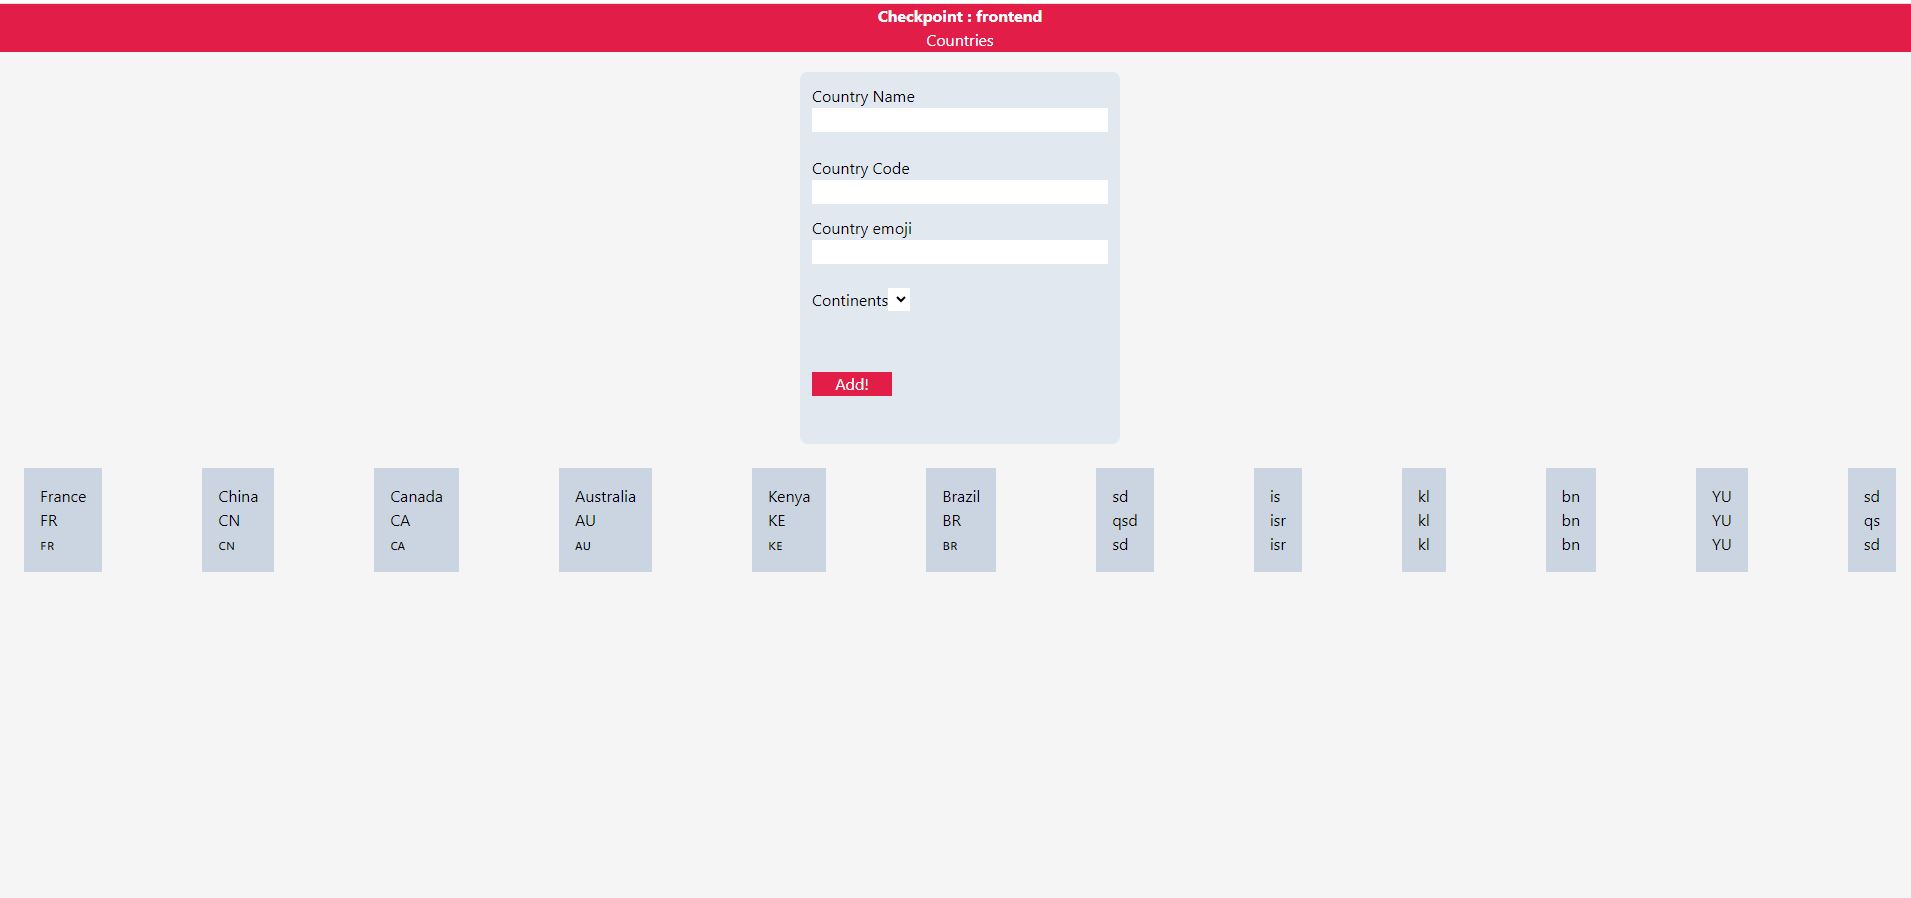 Checkpoint : frontend
Countries
Country Name
Country Code
Country emoji
Continents
Add!
France
FR
FR
China
CN
CN
Canada
CA
CA
Australia
AU
AU
Kenya
KE
KE
Brazil
BR
BR
sd
qsd
sd
is
isr
isr
kl
kl
kl
bn
bn
bn
YU
YU
YU
sd
qs
sd